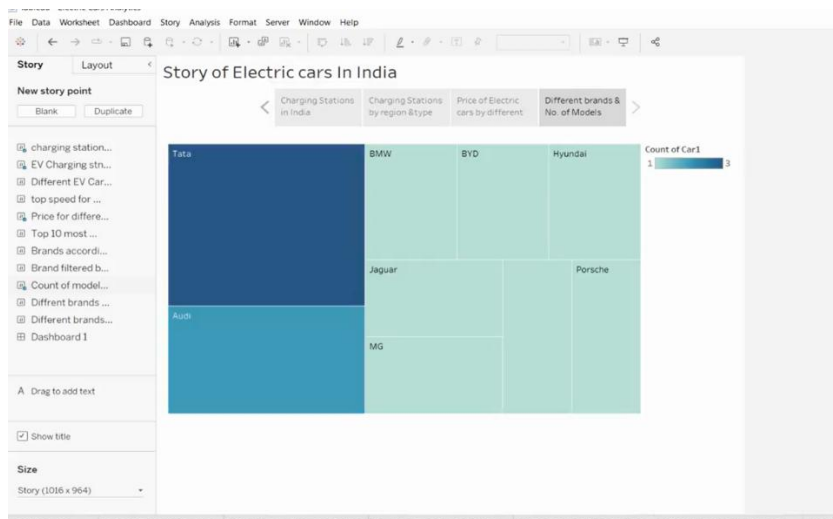 File Data Worksheet Dashboard Story Analysis Format Server Window Help
Story Layout
Story of Electric cars In India
New story point
Blank Duplicate
Charging Stations in India
Charging Stations by region &type
Price of Electric cars by different
Different brands & No. of Models
charging station...
EV Charging stn...
Different EV Car...
top speed for ...
Price for differe...
Top 10 most ...
Brands accordi...
Brand filtered b...
Count of model...
Diffrent brands ...
Different brands...
Dashboard 1
Tata
BMW
BYD
Hyundai
Jaguar
Porsche
Audi
MG
Count of Car1
1 3
A Drag to add text
Show title
Size
Story (1016 x 964)